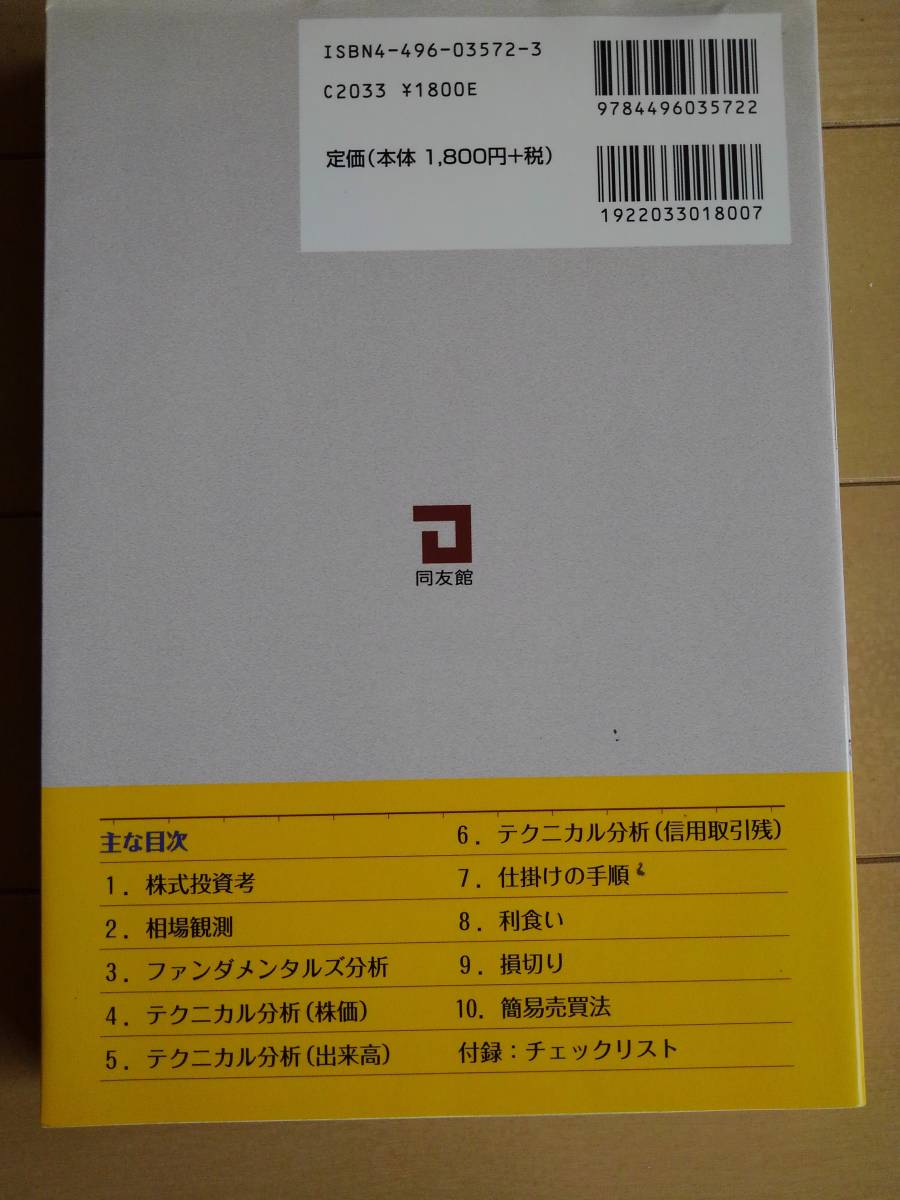 ISBN4-496-03572-3
C2033 ¥1800E
定価(本体 1,800円+税)
9784496035722
1922033018007
同友館
主な目次
1．株式投資考
2．相場観測
3．ファンダメンタルズ分析
4．テクニカル分析(株価)
5．テクニカル分析(出来高)
6．テクニカル分析(信用取引残)
7．仕掛けの手順
8．利食い
9．損切り
10．簡易売買法
付録：チェックリスト